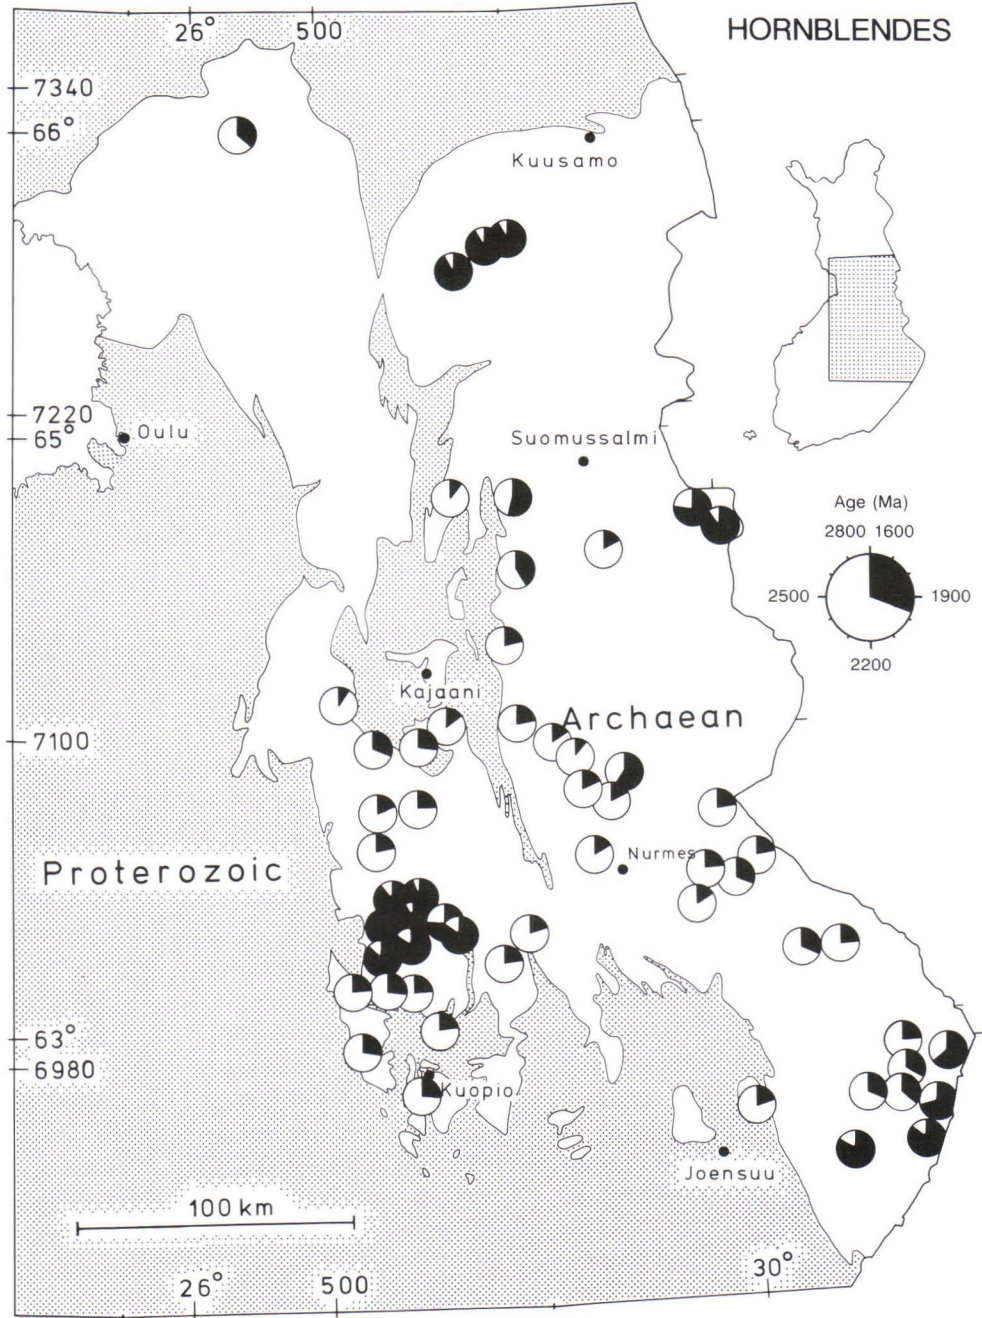 26° 500
HORNBLENDES
7340
66°
Kuusamo
7220
65°
Oulu
Suomussalmi
Age (Ma)
2800 1600
2500
1900
2200
Kajaani
Archaean
7100
Proterozoic
Nurmes
63°
6980
Kuopio
Joensuu
100 km
26° 500
30°